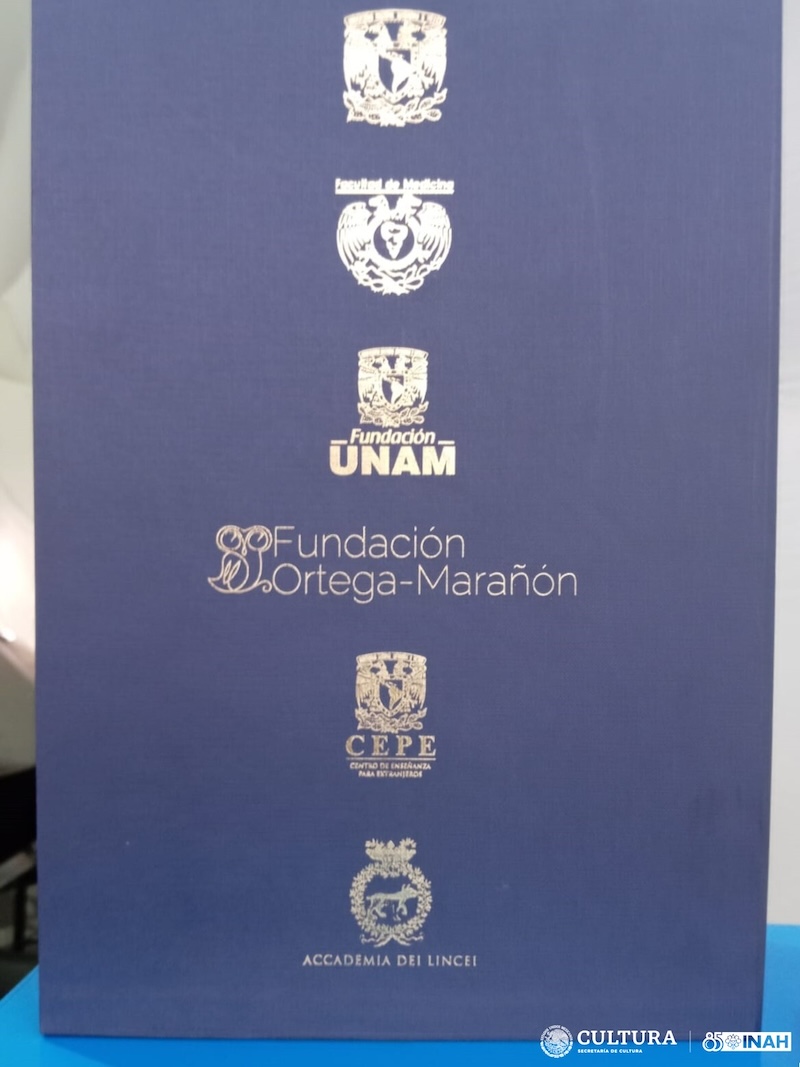 Facultad de Medicina
Fundación
UNAM
Fundación
Ortega-Marañón
CEPE
CENTRO DE ENSEÑANZA
PARA EXTRANJEROS
ACCADEMIA DEI LINCEI
CULTURA
SECRETARÍA DE CULTURA
85 INAH